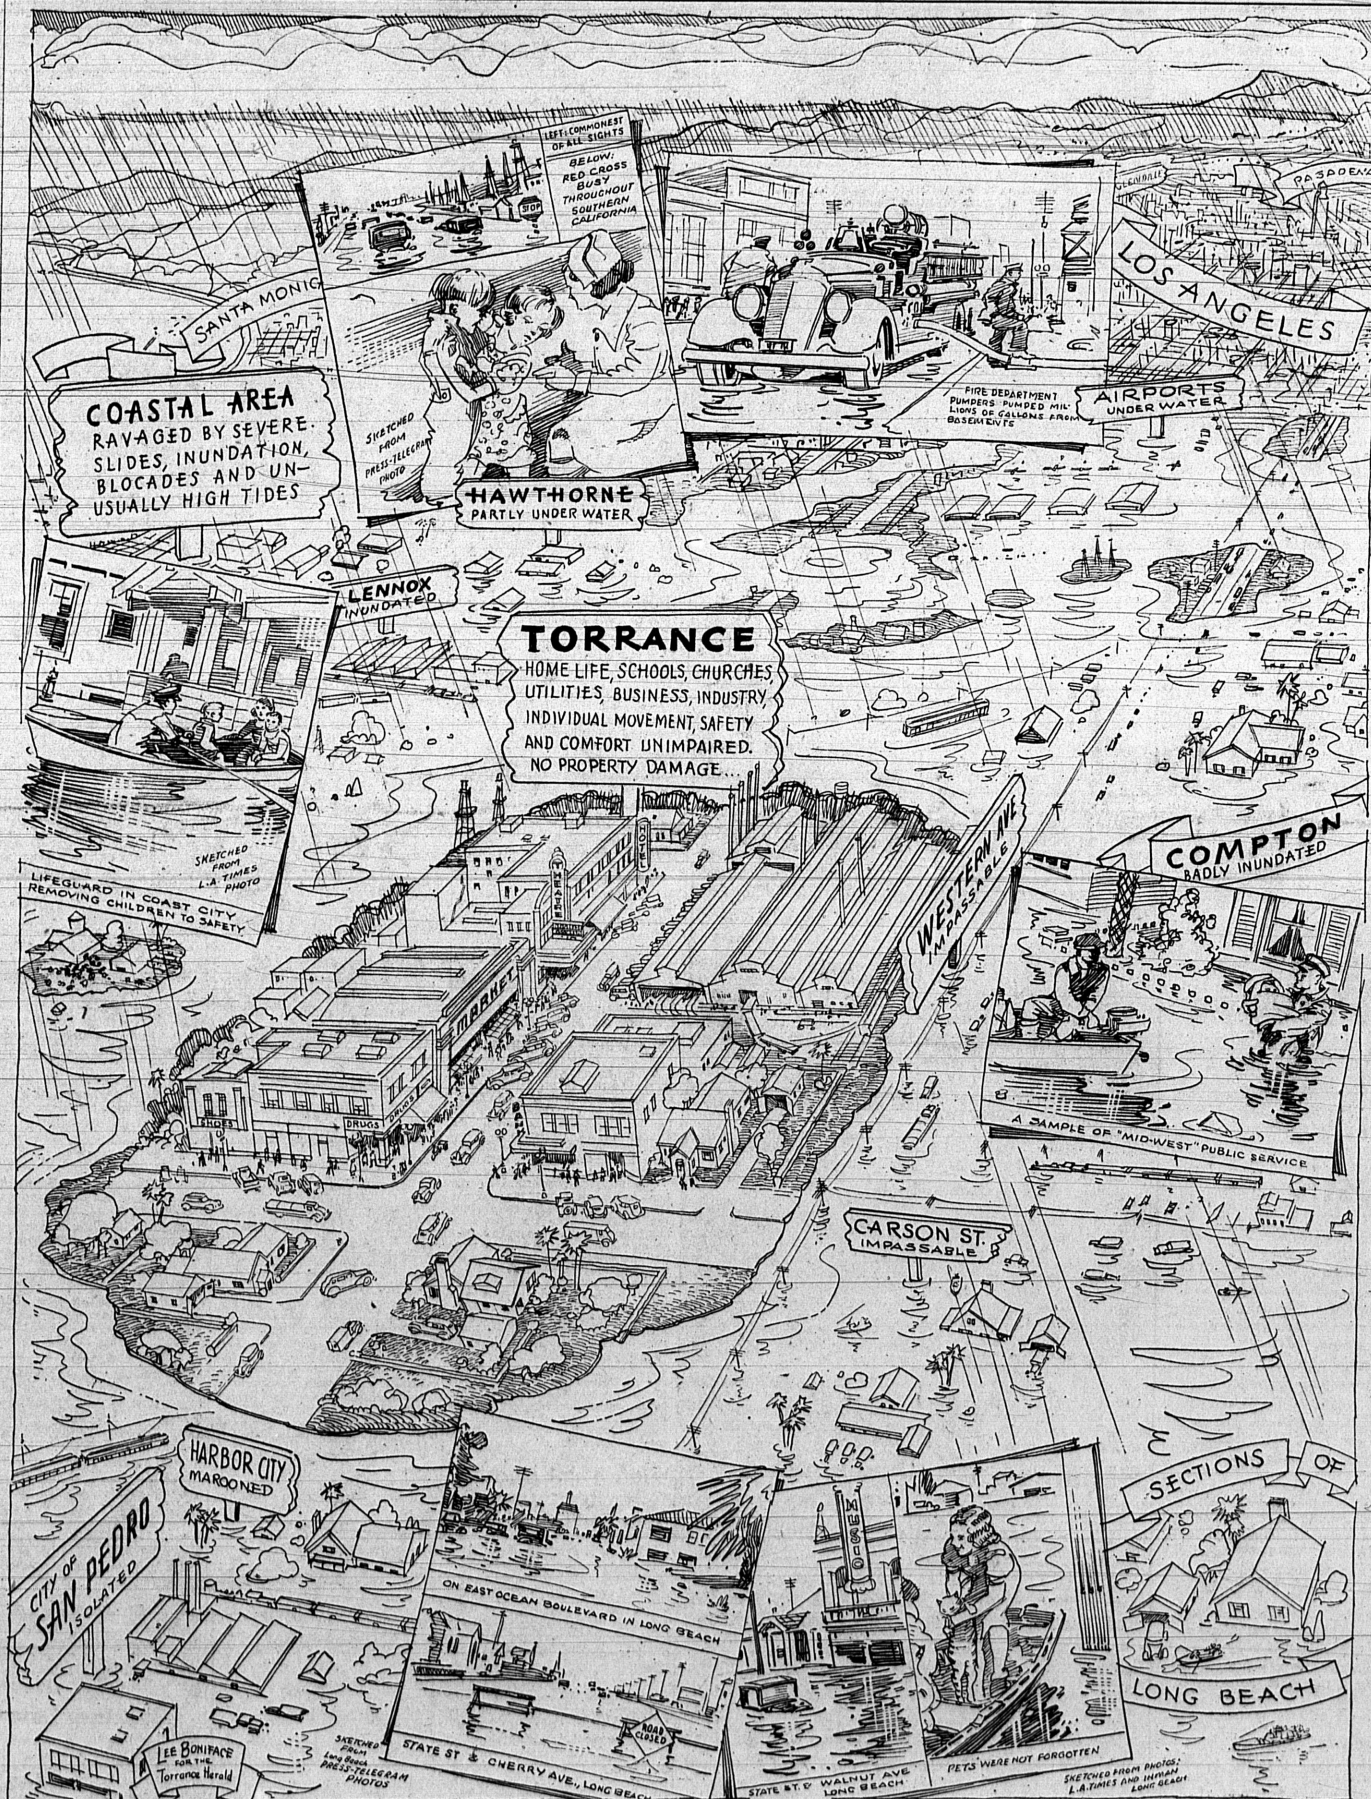 LEFT: COMMONEST
OF ALL SIGHTS
BELOW:
RED CROSS
BUSY
THROUGHOUT
SOUTHERN
CALIFORNIA
STOP
GLENDALE
PASADENA
LOS ANGELES
SANTA MONIC
COASTAL AREA
RAVAGED BY SEVERE
SLIDES, INUNDATION,
BLOCADES AND UN-
USUALLY HIGH TIDES
SKETCHED
FROM
PRESS-TELEGRAM
PHOTO
FIRE DEPARTMENT
PUMPERS PUMPED MIL-
LIONS OF GALLONS FROM
BASEMENTS
AIRPORTS
UNDER WATER
HAWTHORNE
PARTLY UNDER WATER
LENNOX
INUNDATED
TORRANCE
HOME LIFE, SCHOOLS, CHURCHES,
UTILITIES, BUSINESS, INDUSTRY,
INDIVIDUAL MOVEMENT, SAFETY
AND COMFORT UNIMPAIRED.
NO PROPERTY DAMAGE...
SKETCHED
FROM
L.A. TIMES
PHOTO
LIFEGUARD IN COAST CITY
REMOVING CHILDREN TO SAFETY
HOTEL
THEATER
MARKET
SHOES
DRUGS
DRUGS
BANK
WESTERN AVE
IMPASSABLE
COMPTON
BADLY INUNDATED
A SAMPLE OF "MID-WEST" PUBLIC SERVICE
CARSON ST.
IMPASSABLE
HARBOR CITY
MAROONED
CITY OF
SAN PEDRO
ISOLATED
ON EAST OCEAN BOULEVARD IN LONG BEACH
ROAD
CLOSED
STATE ST & CHERRY AVE., LONG BEACH
MUSIC
STATE ST. & WALNUT AVE
LONG BEACH
PETS WERE NOT FORGOTTEN
SECTIONS OF
LONG BEACH
LEE BONIFACE
FOR THE
Torrance Herald
SKETCHED
FROM
Long Beach
PRESS-TELEGRAM
PHOTOS
SKETCHED FROM PHOTOS:
L.A. TIMES AND INMAN
LONG BEACH